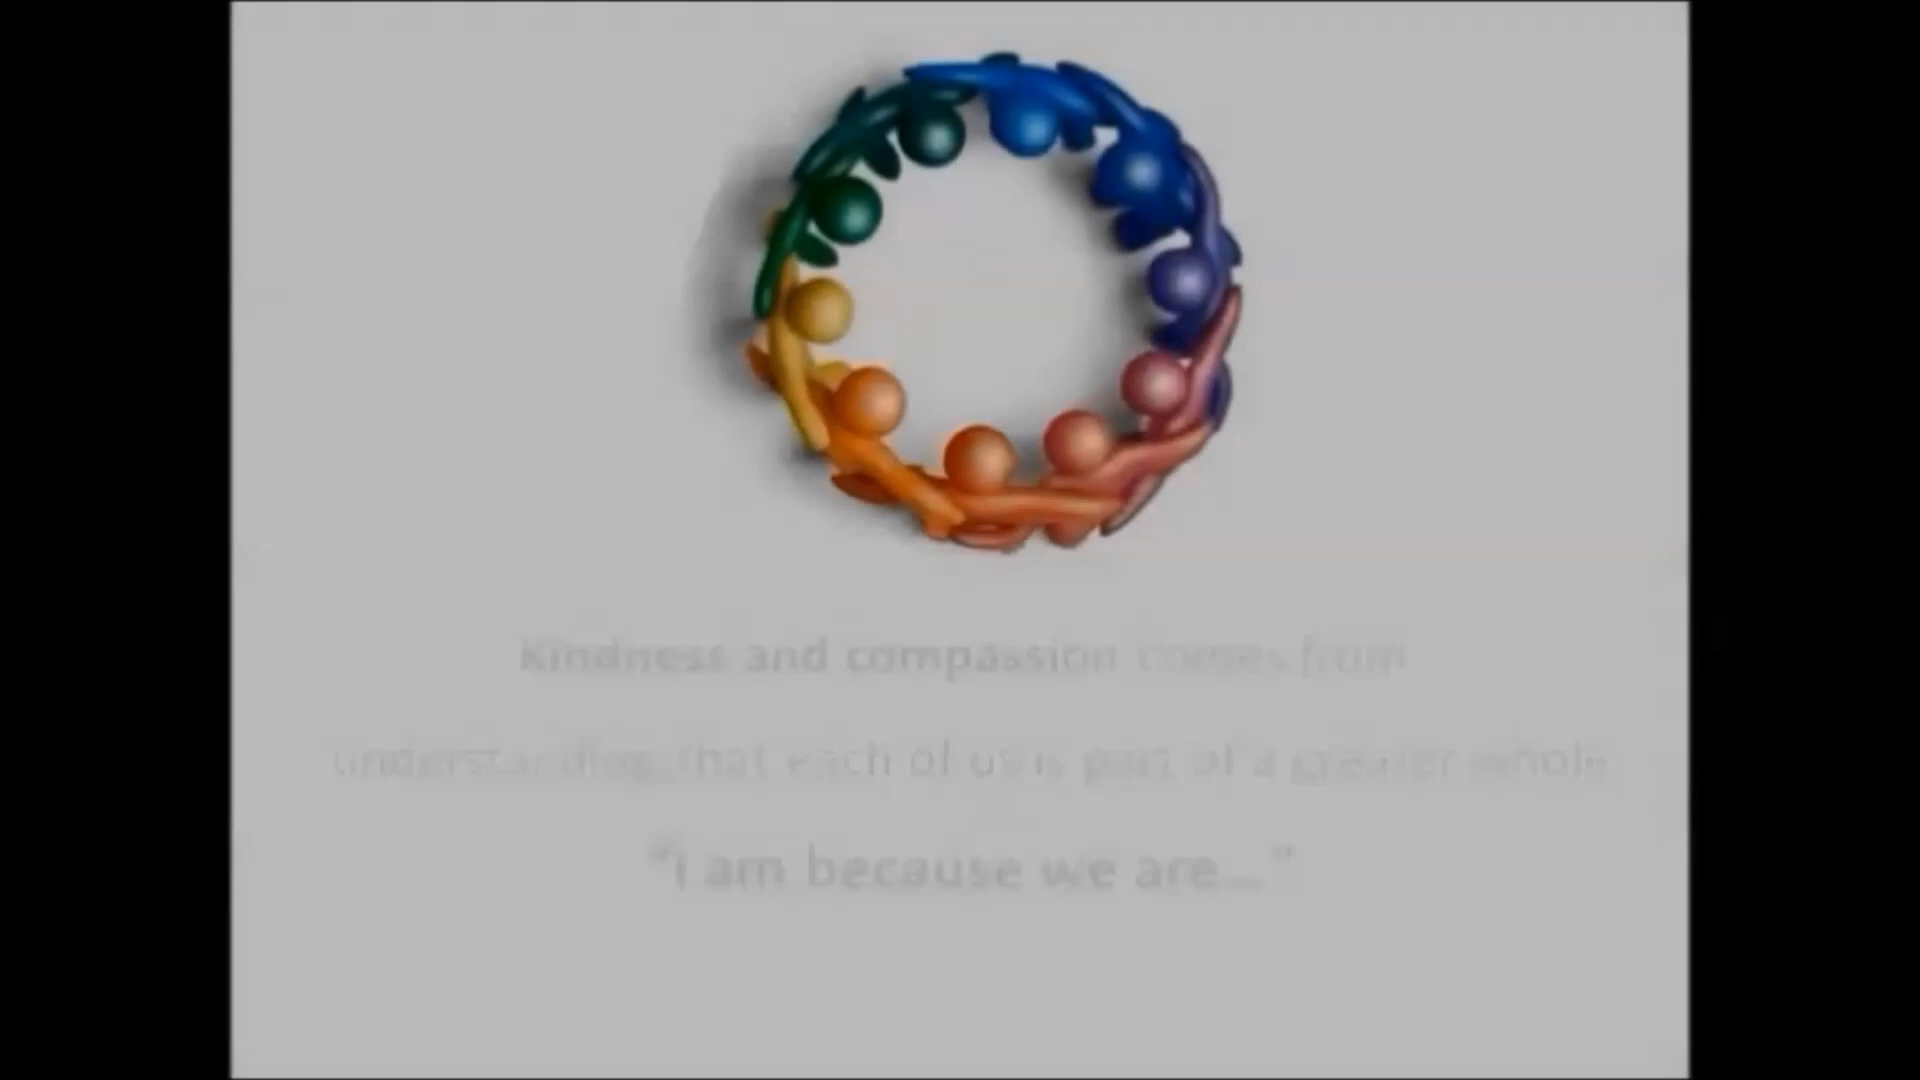 Kindness and compassion comes from
understanding that each of us is part of a greater whole
"I am because we are..."